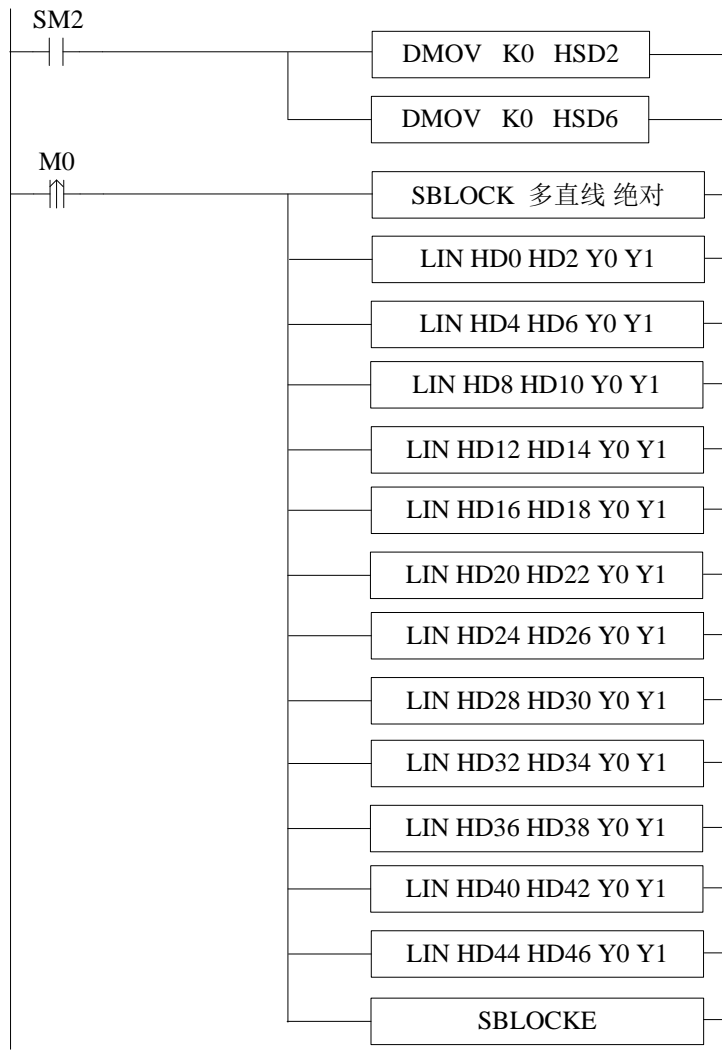 SM2
DMOV K0 HSD2
DMOV K0 HSD6
M0
SBLOCK 多直线 绝对
LIN HD0 HD2 Y0 Y1
LIN HD4 HD6 Y0 Y1
LIN HD8 HD10 Y0 Y1
LIN HD12 HD14 Y0 Y1
LIN HD16 HD18 Y0 Y1
LIN HD20 HD22 Y0 Y1
LIN HD24 HD26 Y0 Y1
LIN HD28 HD30 Y0 Y1
LIN HD32 HD34 Y0 Y1
LIN HD36 HD38 Y0 Y1
LIN HD40 HD42 Y0 Y1
LIN HD44 HD46 Y0 Y1
SBLOCKE